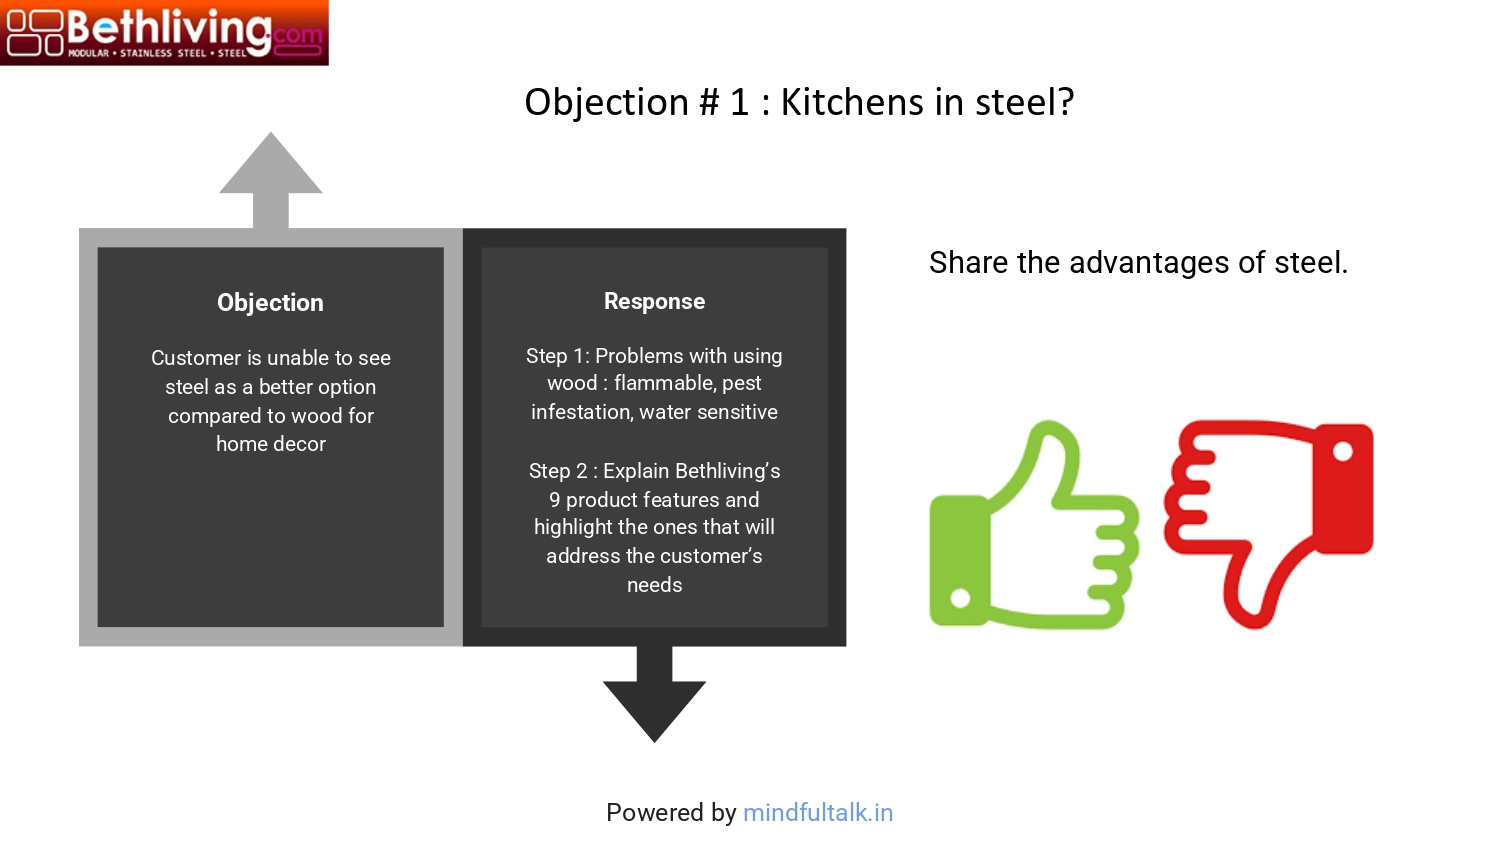 Bethliving.com
MODULAR • STAINLESS STEEL • STEEL
Objection # 1 : Kitchens in steel?
Objection
Customer is unable to see
steel as a better option
compared to wood for
home decor
Response
Step 1: Problems with using
wood : flammable, pest
infestation, water sensitive
Step 2 : Explain Bethliving’s
9 product features and
highlight the ones that will
address the customer’s
needs
Share the advantages of steel.
Powered by mindfultalk.in